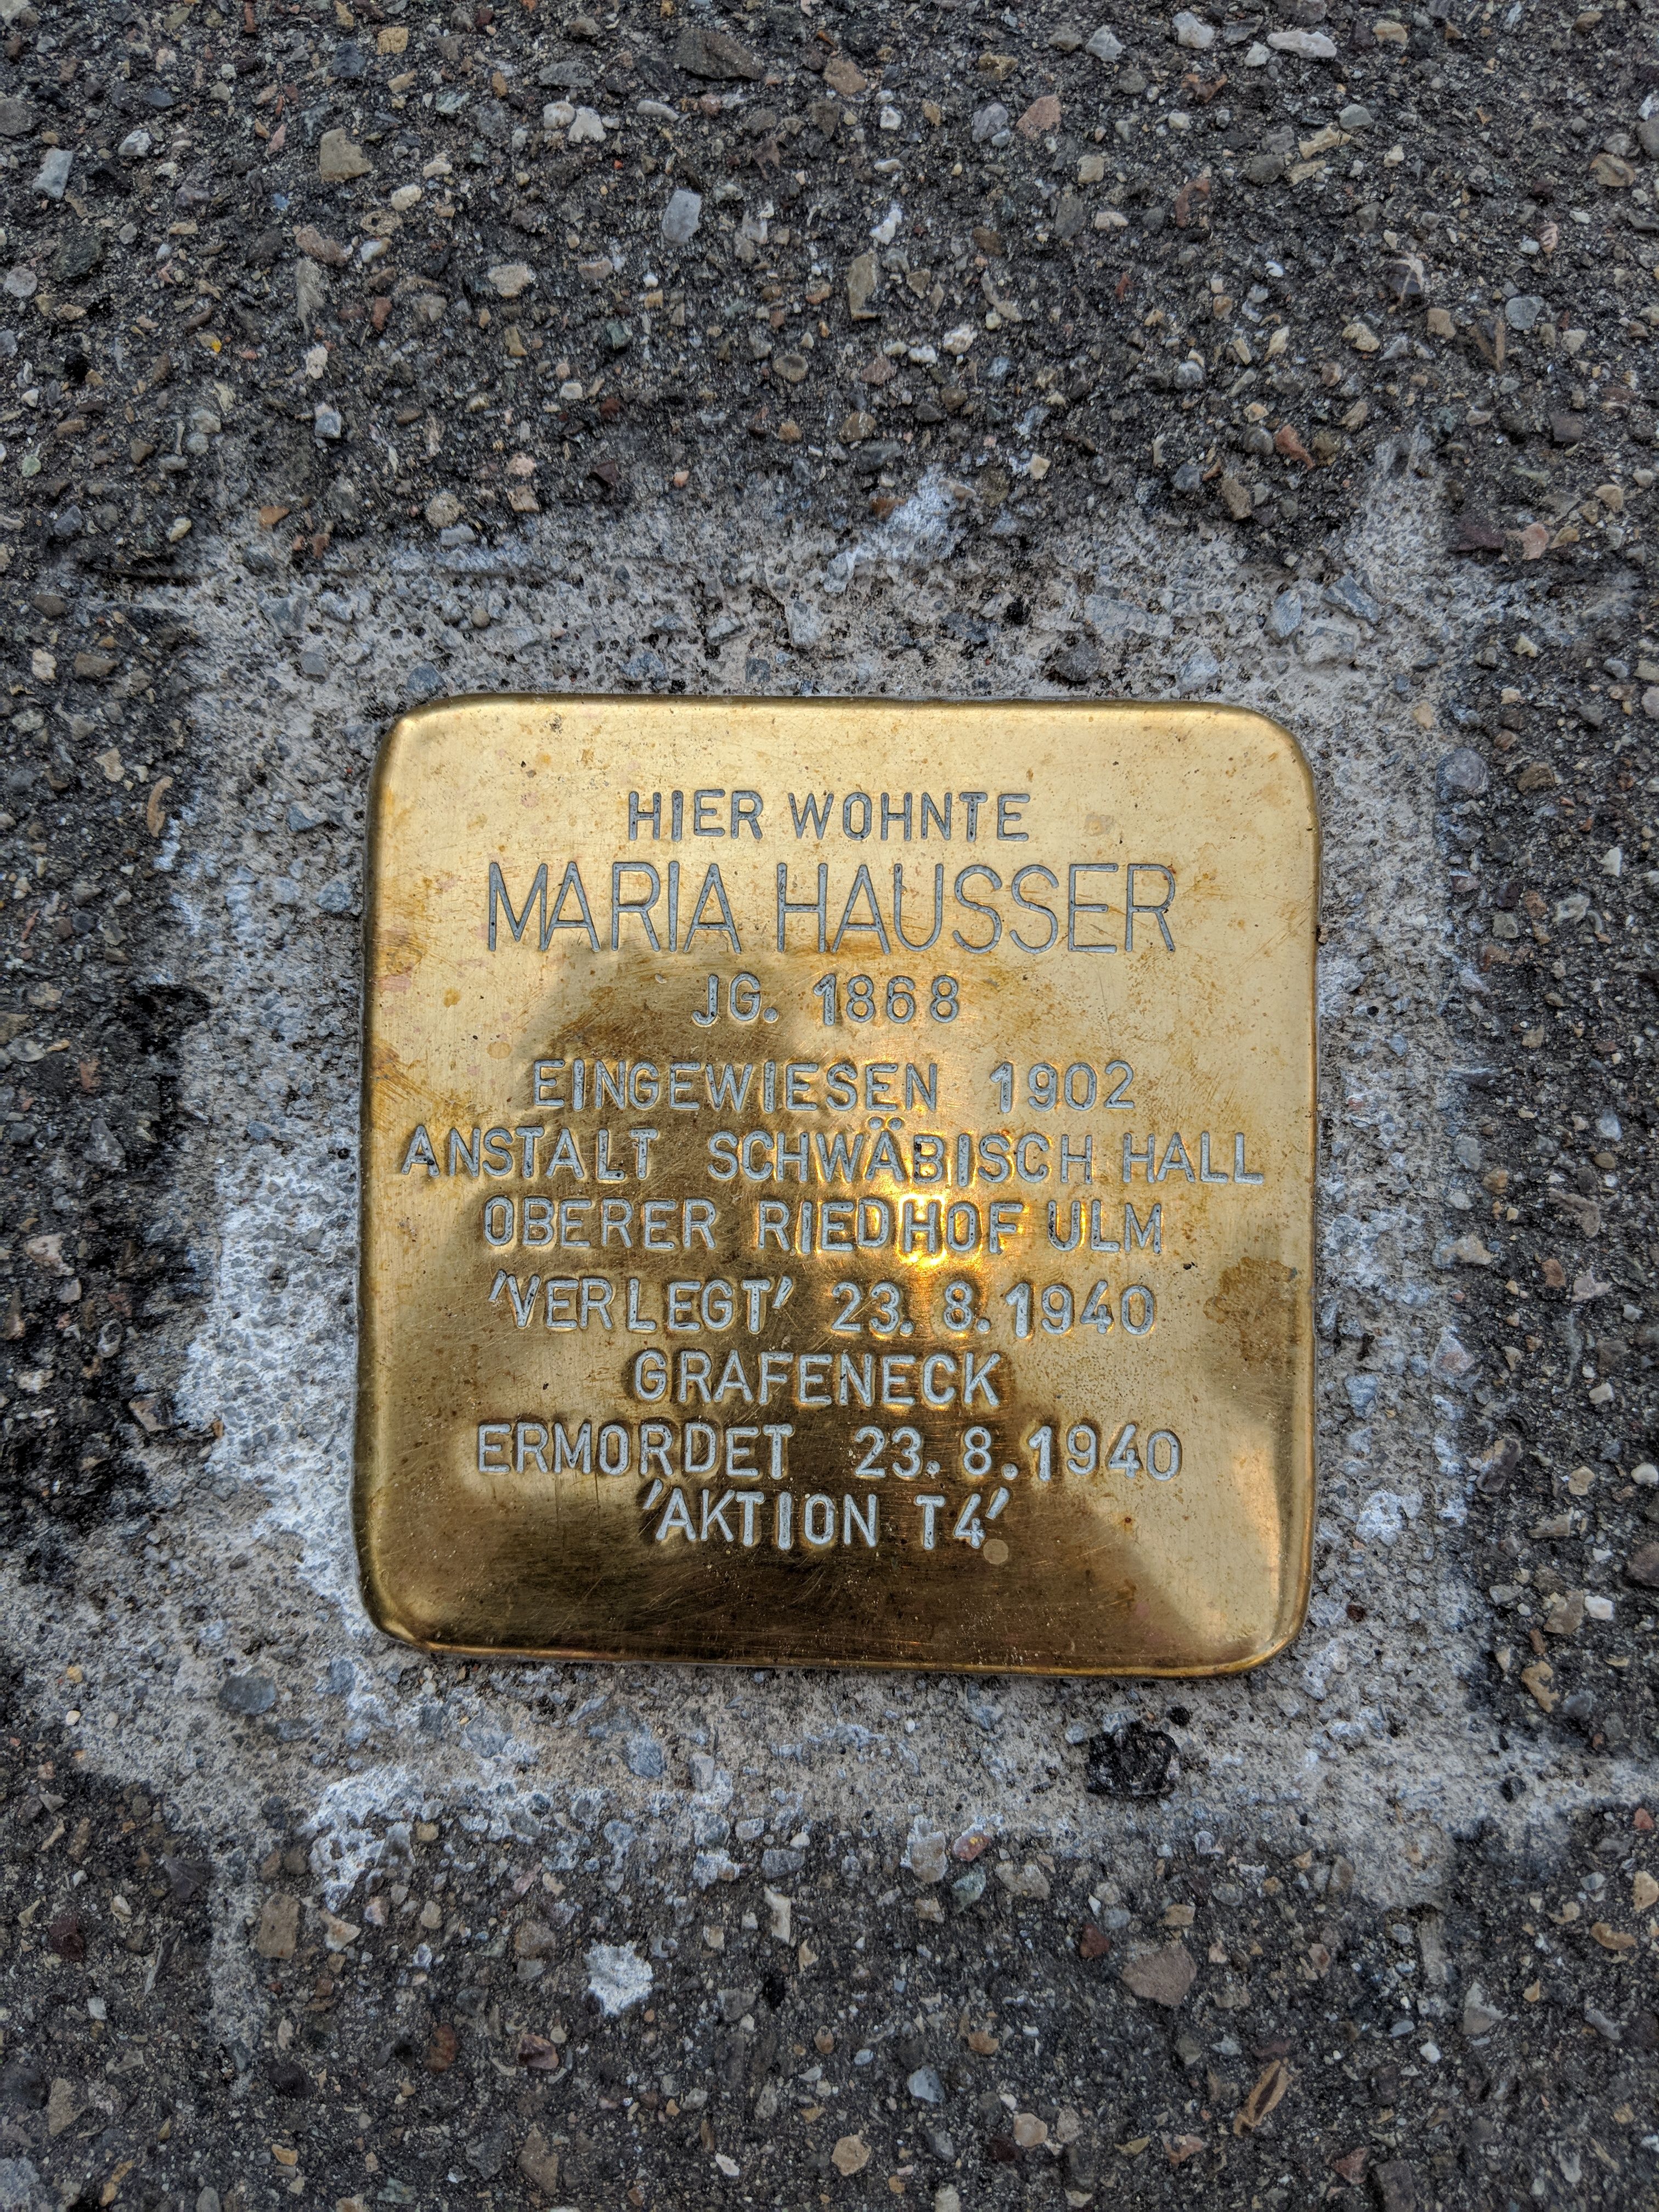 HIER WOHNTE
MARIA HAUSSER
JG. 1868
EINGEWIESEN 1902
ANSTALT SCHWÄBISCH HALL
OBERER RIEDHOF ULM
'VERLEGT' 23.8.1940
GRAFENECK
ERMORDET 23.8.1940
'AKTION T4'